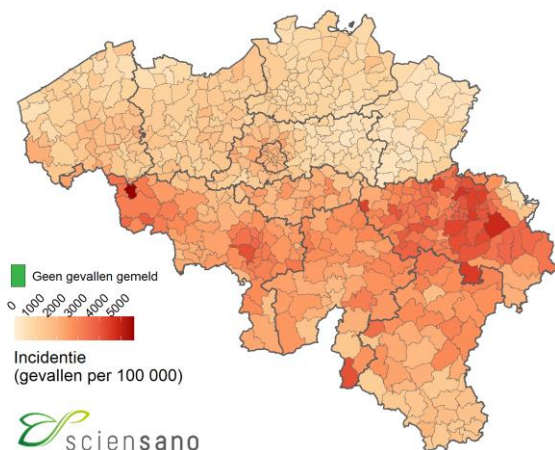 Geen gevallen gemeld
0 1000 2000 3000 4000 5000
Incidentie
(gevallen per 100 000)
sciensano